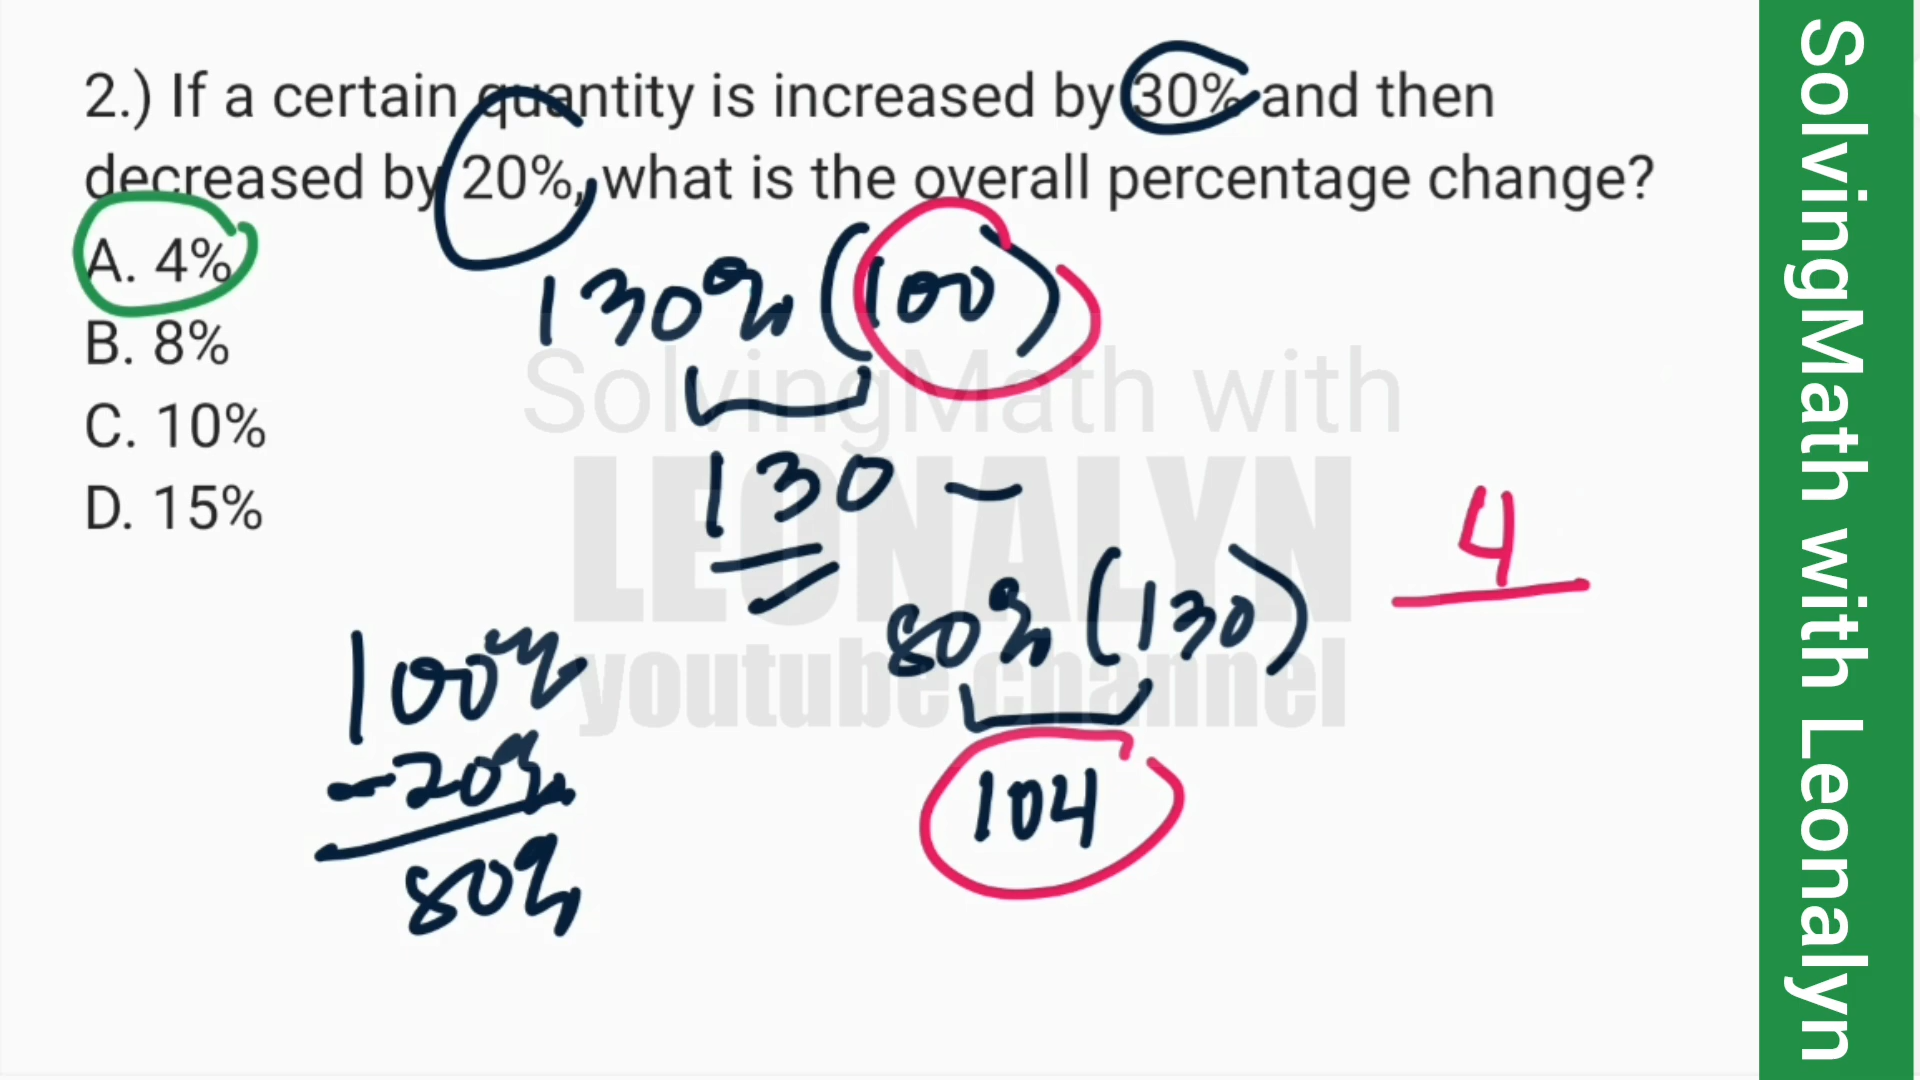 2.) If a certain quantity is increased by 30% and then
decreased by 20%, what is the overall percentage change?
A. 4%
B. 8%
C. 10%
D. 15%
130% (100)
130
80% (130)
104
100%
-20%
80%
4
SolvingMath with
LEONALYN
youtube channel
SolvingMath with Leonalyn